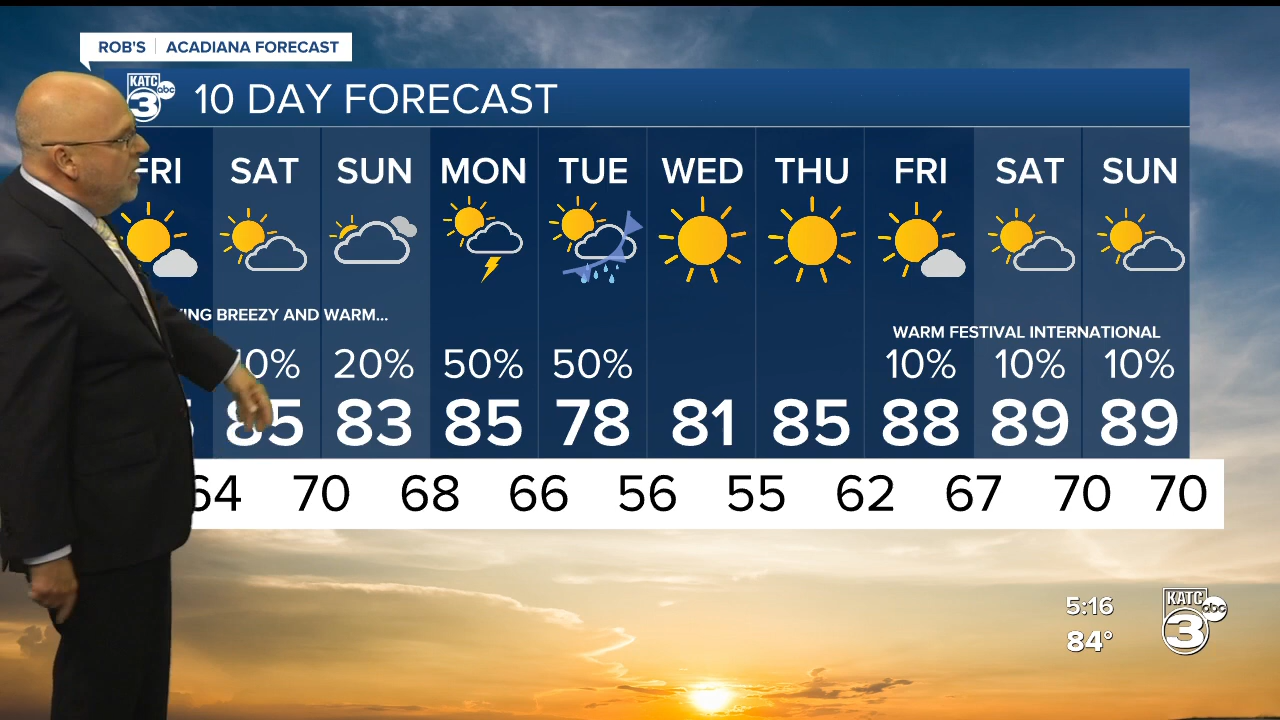 ROB'S | ACADIANA FORECAST
KATC abc 3
10 DAY FORECAST
FRI SAT SUN MON TUE WED THU FRI SAT SUN
BREEZY AND WARM...
WARM FESTIVAL INTERNATIONAL
20% 50% 50% 10% 10% 10%
85 83 85 78 81 85 88 89 89
64 70 68 66 56 55 62 67 70 70
5:16
84°
KATC abc 3